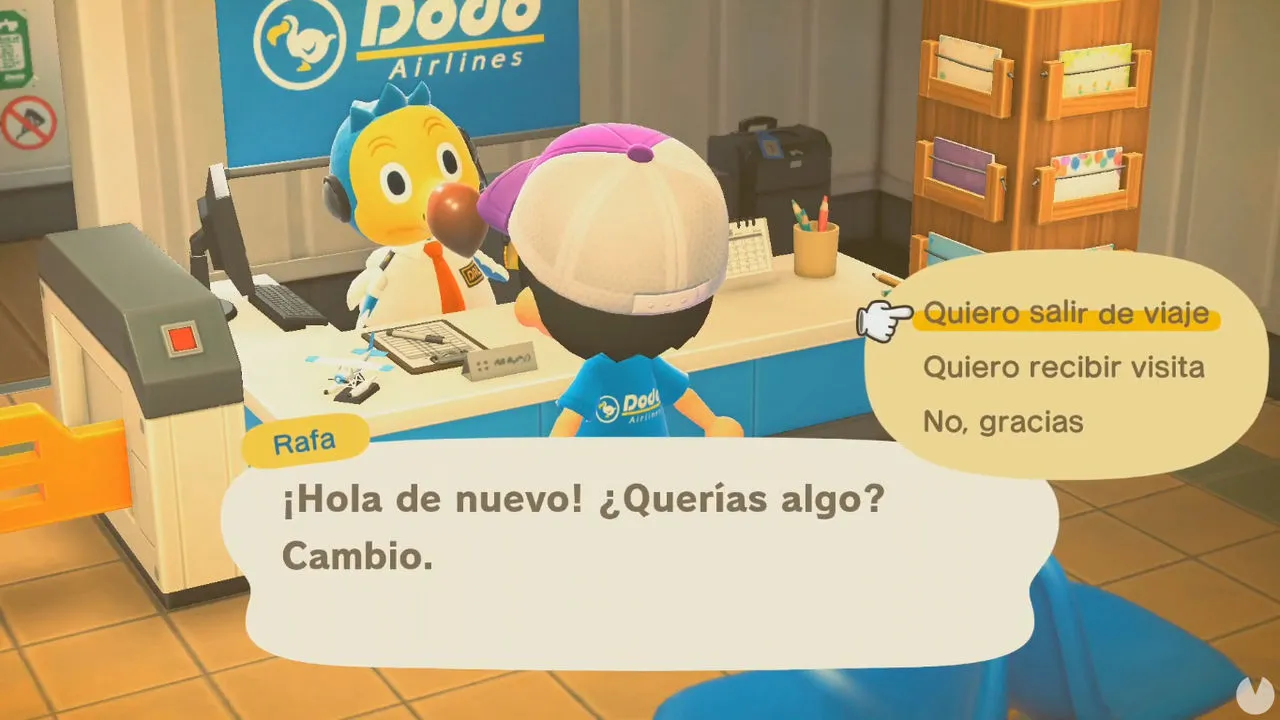 Dodo
Airlines
Dodo
Airlines
Quiero salir de viaje
Quiero recibir visita
No, gracias
Rafa
¡Hola de nuevo! ¿Querías algo?
Cambio.